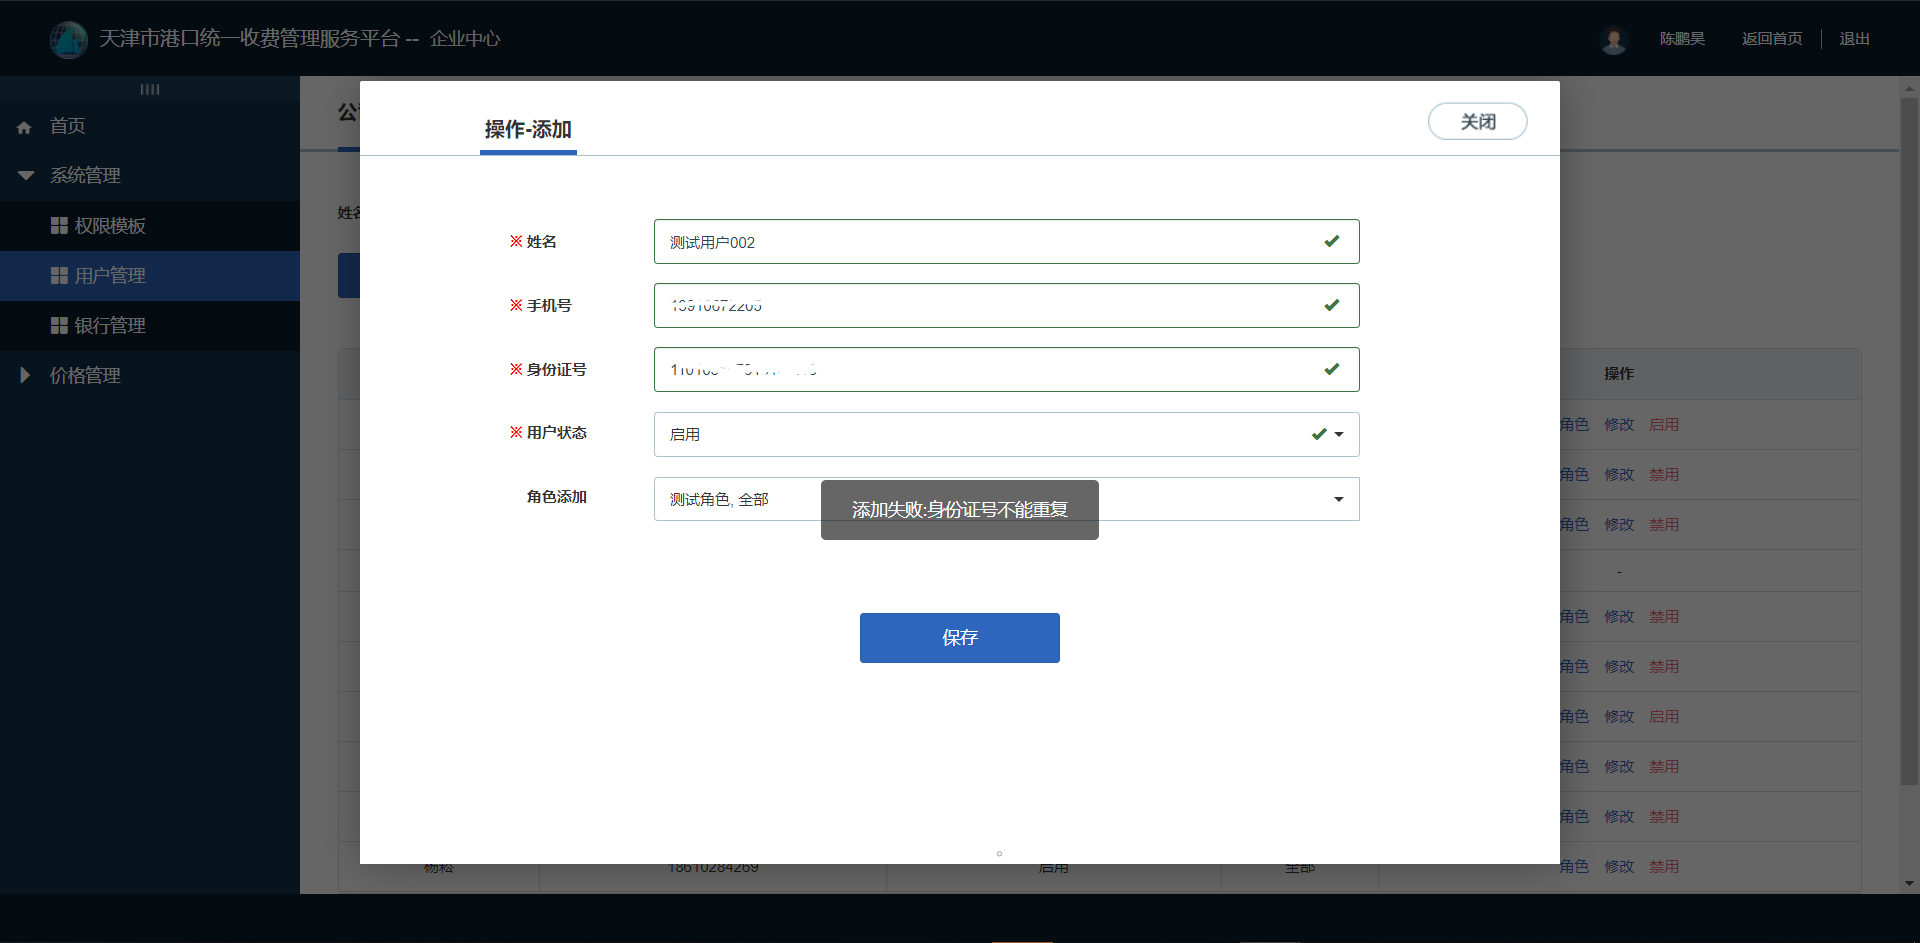 天津市港口统一收费管理服务平台 -- 企业中心
陈鹏昊
返回首页
退出
首页
系统管理
权限模板
用户管理
银行管理
价格管理
操作-添加
关闭
※ 姓名
测试用户002
※ 手机号
※ 身份证号
※ 用户状态
启用
角色添加
测试角色, 全部
添加失败:身份证号不能重复
保存
操作
角色 修改 启用
角色 修改 禁用
角色 修改 禁用
-
角色 修改 禁用
角色 修改 禁用
角色 修改 启用
角色 修改 禁用
角色 修改 禁用
杨松 18610284269 启用 全部 角色 修改 禁用